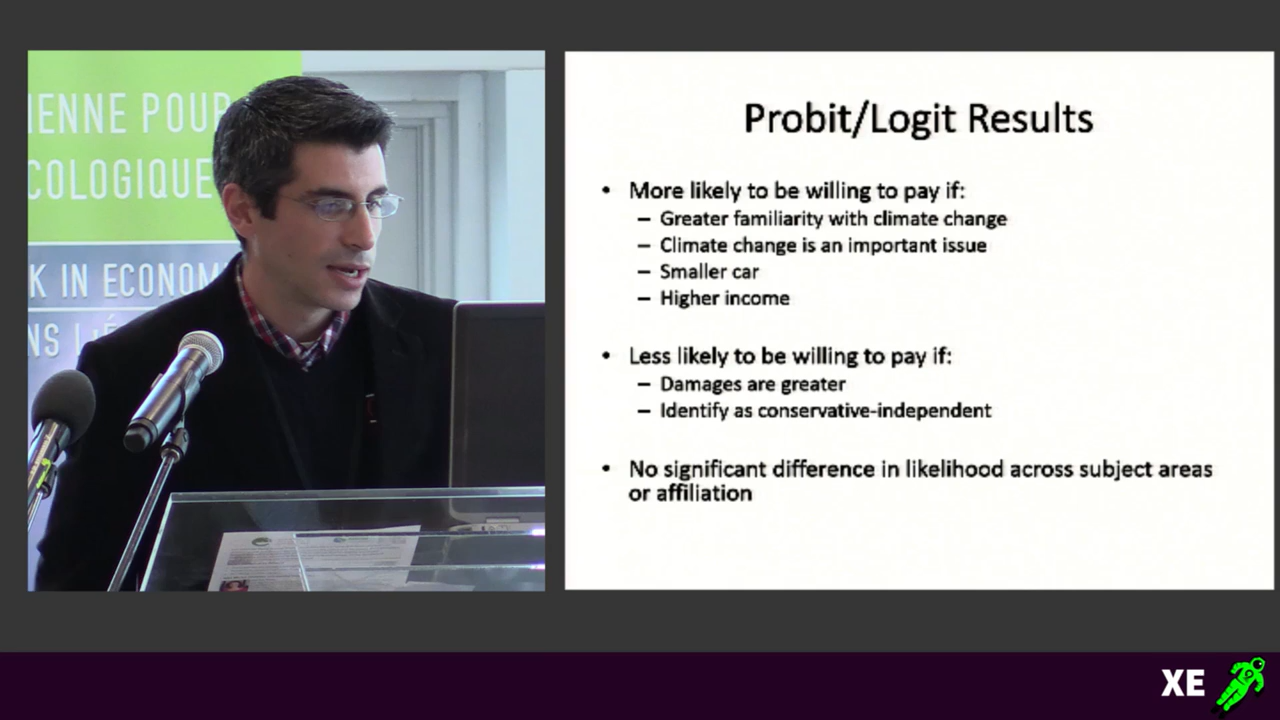 IENNE POUR
COLOGIQUE
K IN ECONOM
Probit/Logit Results
• More likely to be willing to pay if:
– Greater familiarity with climate change
– Climate change is an important issue
– Smaller car
– Higher income
• Less likely to be willing to pay if:
– Damages are greater
– Identify as conservative-independent
• No significant difference in likelihood across subject areas
or affiliation
XE